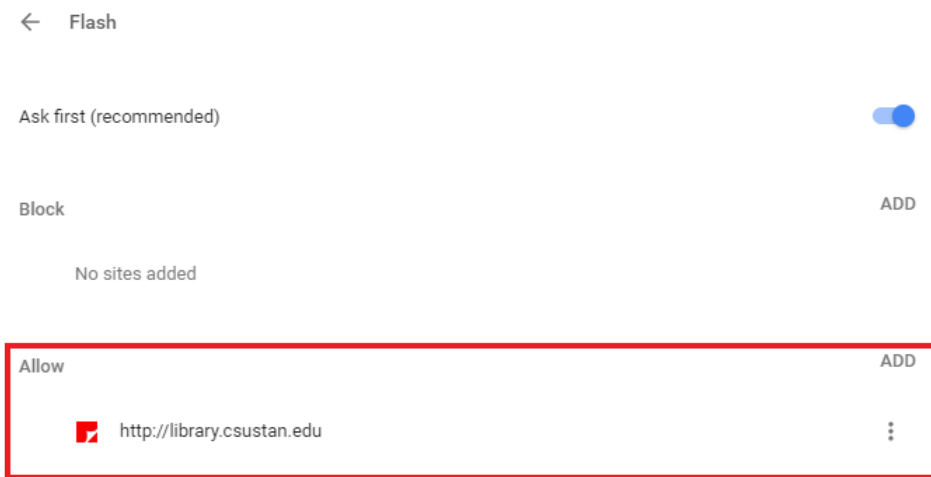 Flash
Ask first (recommended)
Block ADD
No sites added
Allow ADD
http://library.csustan.edu